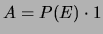 A = P(E) · 1